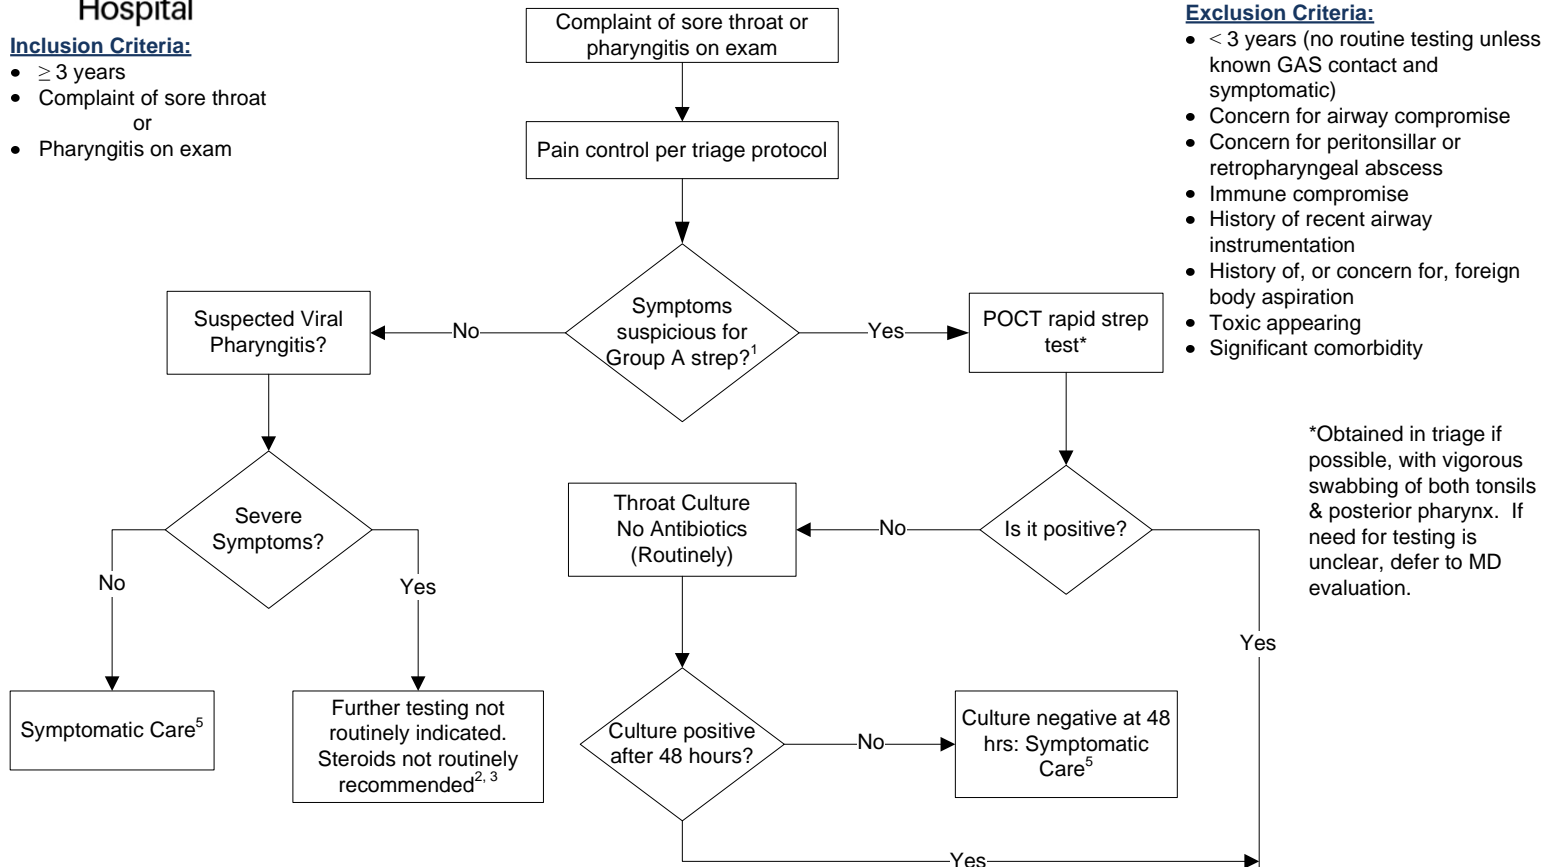 Hospital
Inclusion Criteria:
• ≥ 3 years
• Complaint of sore throat
or
• Pharyngitis on exam
Complaint of sore throat or
pharyngitis on exam
Pain control per triage protocol
Symptoms
suspicious for
Group A strep?1
No
Yes
Suspected Viral
Pharyngitis?
POCT rapid strep
test*
Exclusion Criteria:
• < 3 years (no routine testing unless
known GAS contact and
symptomatic)
• Concern for airway compromise
• Concern for peritonsillar or
retropharyngeal abscess
• Immune compromise
• History of recent airway
instrumentation
• History of, or concern for, foreign
body aspiration
• Toxic appearing
• Significant comorbidity
*Obtained in triage if
possible, with vigorous
swabbing of both tonsils
& posterior pharynx. If
need for testing is
unclear, defer to MD
evaluation.
Severe
Symptoms?
No
Yes
Throat Culture
No Antibiotics
(Routinely)
No
Is it positive?
Yes
Symptomatic Care5
Further testing not
routinely indicated.
Steroids not routinely
recommended2, 3
Culture positive
after 48 hours?
No
Culture negative at 48
hrs: Symptomatic
Care5
Yes